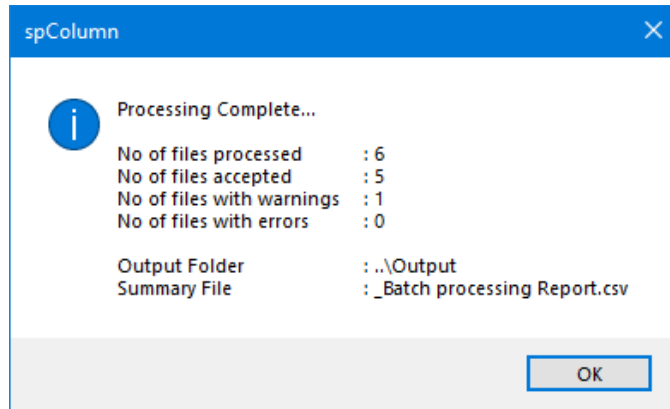 spColumn
Processing Complete...
No of files processed : 6
No of files accepted : 5
No of files with warnings : 1
No of files with errors : 0
Output Folder : ..\Output
Summary File : _Batch processing Report.csv
OK